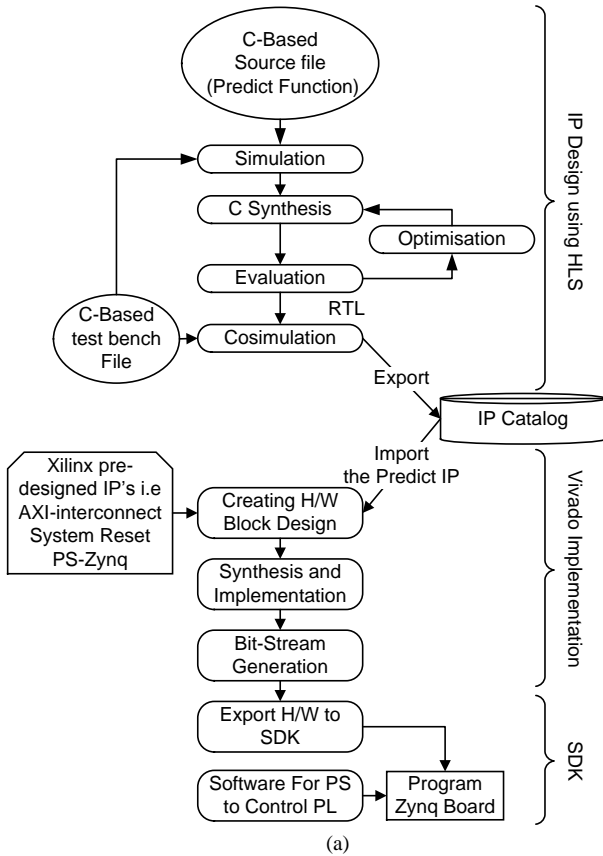 C-Based
Source file
(Predict Function)
Simulation
C Synthesis
Optimisation
Evaluation
RTL
C-Based
test bench
File
Cosimulation
Export
IP Catalog
IP Design using HLS
Import
the Predict IP
Xilinx pre-
designed IP's i.e
AXI-interconnect
System Reset
PS-Zynq
Creating H/W
Block Design
Synthesis and
Implementation
Bit-Stream
Generation
Vivado Implementation
Export H/W to
SDK
Software For PS
to Control PL
Program
Zynq Board
SDK
(a)